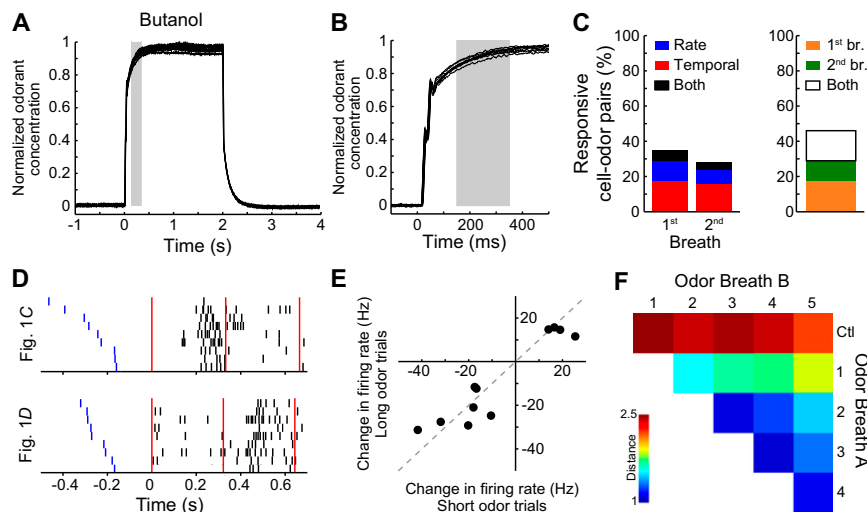 A
Butanol
Normalized odorant
concentration
1
0.8
0.6
0.4
0.2
0
-1 0 1 2 3 4
Time (s)
B
Normalized odorant
concentration
1
0.8
0.6
0.4
0.2
0
0 200 400
Time (ms)
C
Responsive
cell-odor pairs (%)
100
80
60
40
20
0
Rate
Temporal
Both
1st 2nd
Breath
100
80
60
40
20
0
1st br.
2nd br.
Both
D
Fig. 1C
Fig. 1D
-0.4 -0.2 0 0.2 0.4 0.6
Time (s)
E
Change in firing rate (Hz)
Long odor trials
20
-20
-40
-40 -20 20
Change in firing rate (Hz)
Short odor trials
F
Odor Breath B
1 2 3 4 5
Ctl
1
2
3
4
Odor Breath A
2.5
Distance
1